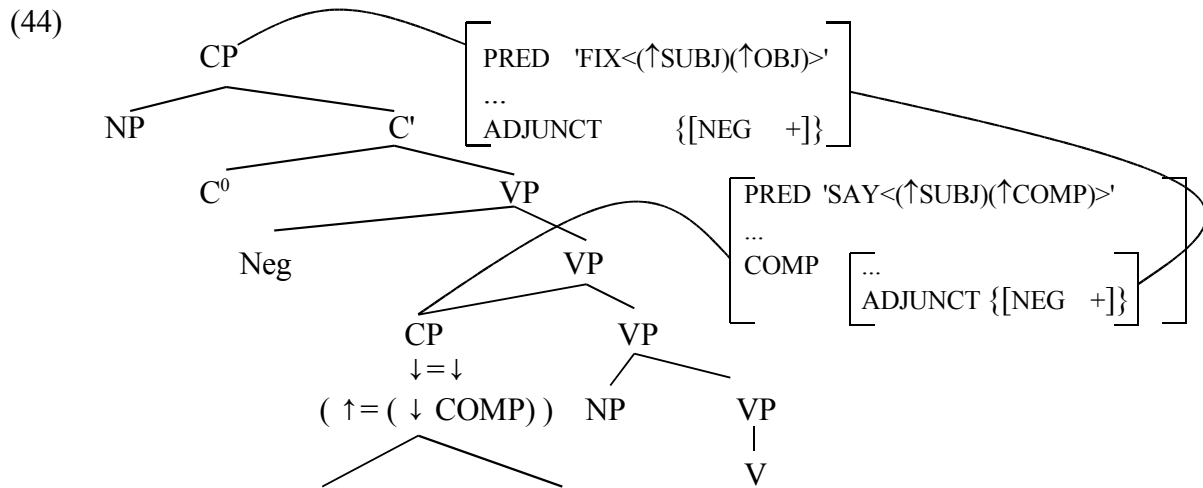 (44)
CP
PRED 'FIX<(↑SUBJ)(↑OBJ)>'
...
ADJUNCT {[NEG +]}
NP C'
C⁰ VP
PRED 'SAY<(↑SUBJ)(↑COMP)>'
...
COMP ...
ADJUNCT {[NEG +]}
Neg VP
CP VP
↓=↓
( ↑=( ↓ COMP) ) NP VP
V